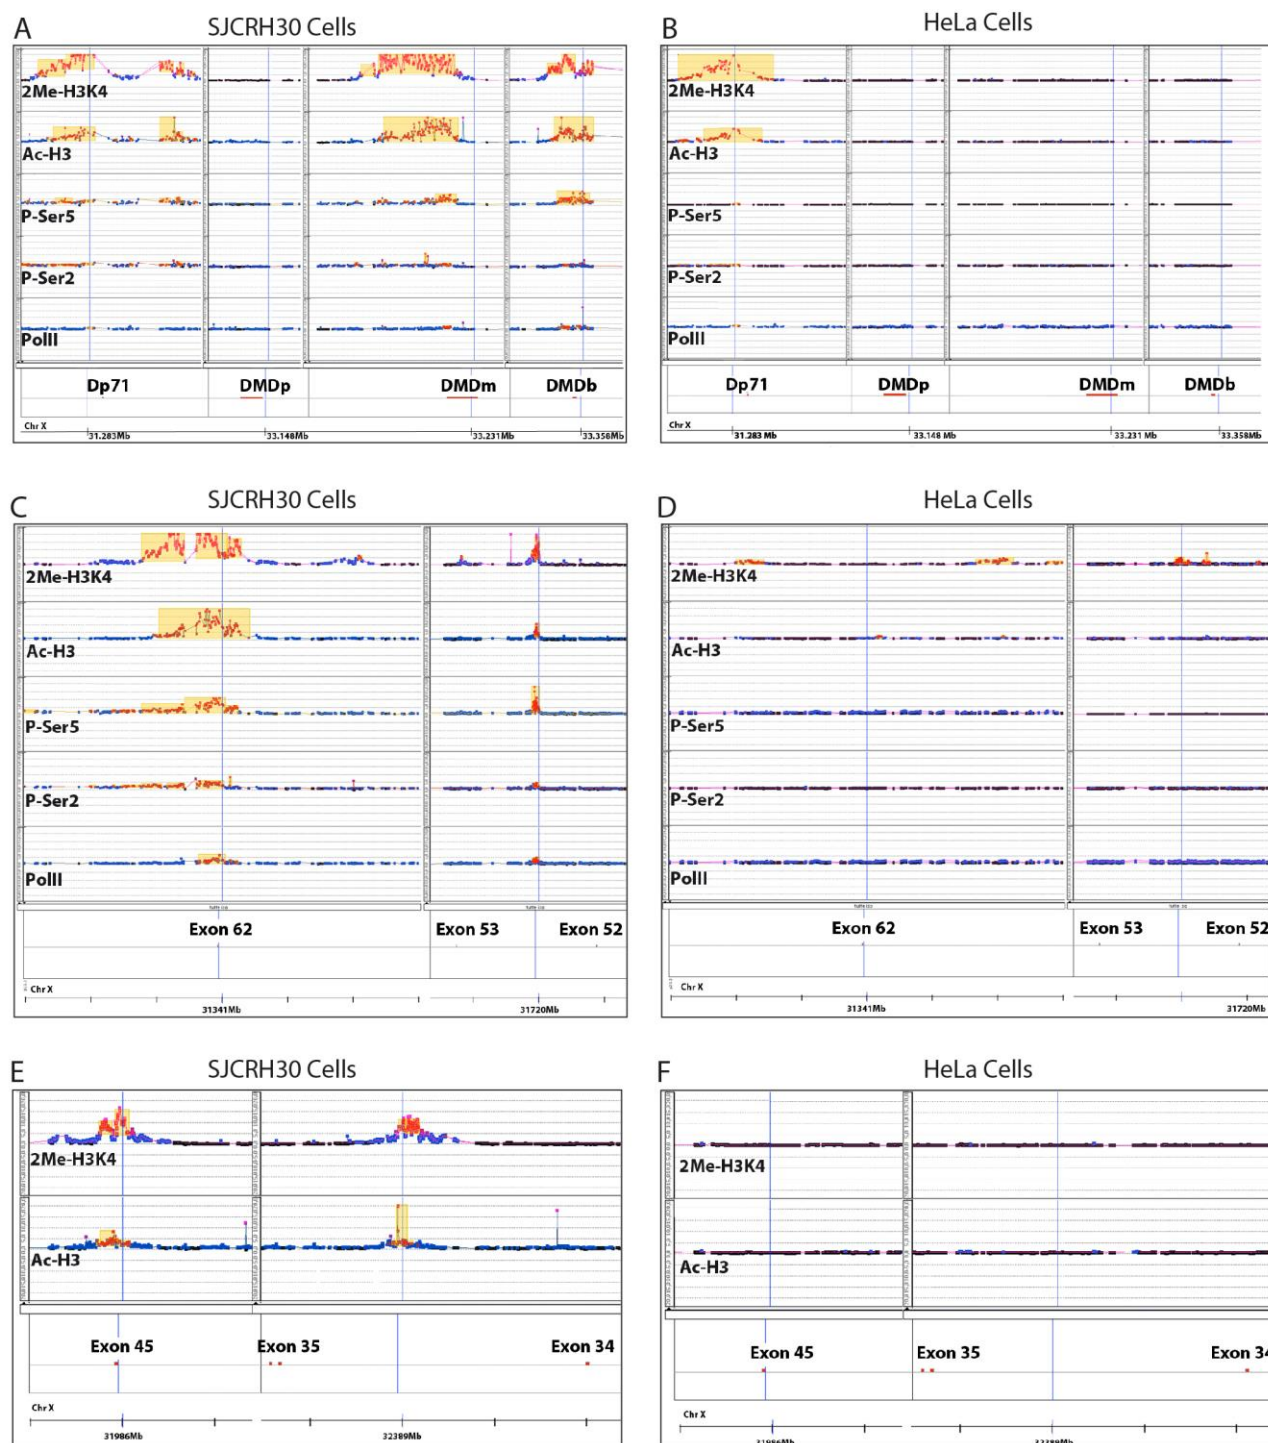 A
SJCRH30 Cells
2Me-H3K4
Ac-H3
P-Ser5
P-Ser2
PolII
Dp71 DMDp DMDm DMDb
Chr X
31.283Mb 33.148Mb 33.231Mb 33.358Mb
B
HeLa Cells
2Me-H3K4
Ac-H3
P-Ser5
P-Ser2
PolII
Dp71 DMDp DMDm DMDb
Chr X
31.283 Mb 33.148 Mb 33.231 Mb 33.358Mb
C
SJCRH30 Cells
2Me-H3K4
Ac-H3
P-Ser5
P-Ser2
PolII
Exon 62 Exon 53 Exon 52
Chr X
31341Mb 31720Mb
D
HeLa Cells
2Me-H3K4
Ac-H3
P-Ser5
P-Ser2
PolII
Exon 62 Exon 53 Exon 52
Chr X
31341Mb 31720Mb
E
SJCRH30 Cells
2Me-H3K4
Ac-H3
Exon 45 Exon 35 Exon 34
Chr X
31986Mb 32389Mb
F
HeLa Cells
2Me-H3K4
Ac-H3
Exon 45 Exon 35 Exon 34
Chr X
31986Mb 32389Mb